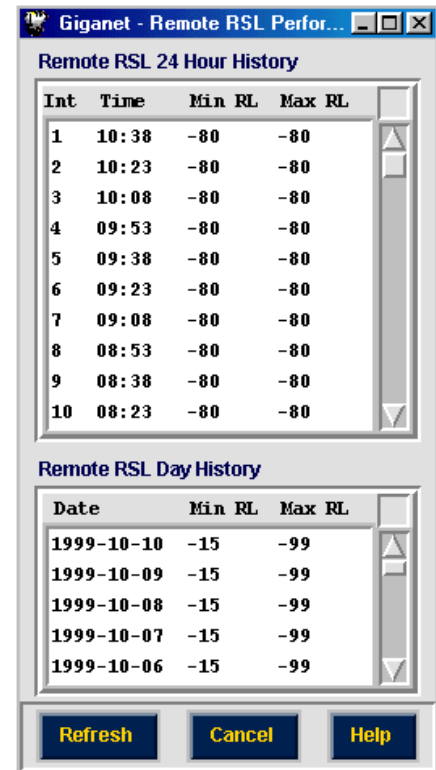 Giganet - Remote RSL Perfor...
Remote RSL 24 Hour History
Int Time Min RL Max RL
1 10:38 -80 -80
2 10:23 -80 -80
3 10:08 -80 -80
4 09:53 -80 -80
5 09:38 -80 -80
6 09:23 -80 -80
7 09:08 -80 -80
8 08:53 -80 -80
9 08:38 -80 -80
10 08:23 -80 -80
Remote RSL Day History
Date Min RL Max RL
1999-10-10 -15 -99
1999-10-09 -15 -99
1999-10-08 -15 -99
1999-10-07 -15 -99
1999-10-06 -15 -99
Refresh Cancel Help